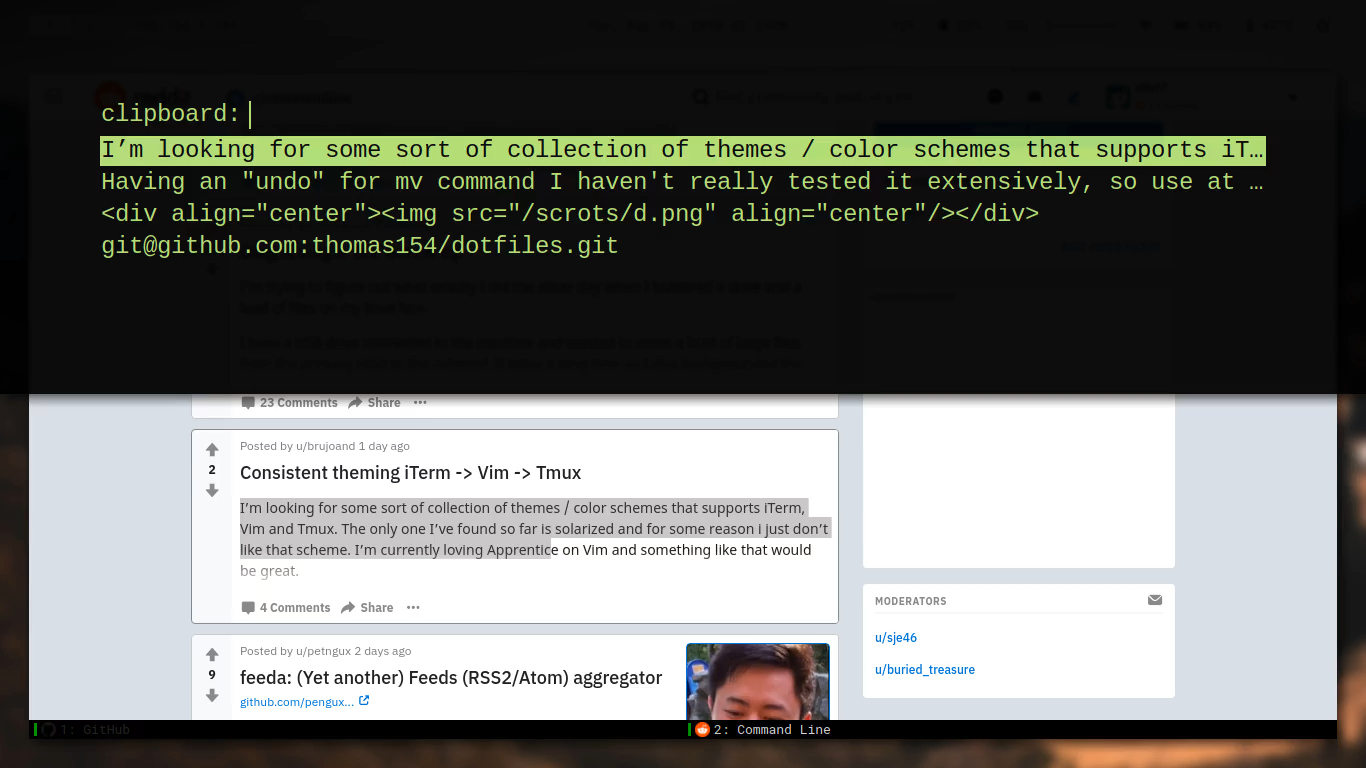 clipboard:
I’m looking for some sort of collection of themes / color schemes that supports iT…
Having an "undo" for mv command I haven't really tested it extensively, so use at …
<div align="center"><img src="/scrots/d.png" align="center"/></div>
git@github.com:thomas154/dotfiles.git
23 Comments Share ···
Posted by u/brujoand 1 day ago
2
Consistent theming iTerm -> Vim -> Tmux
I’m looking for some sort of collection of themes / color schemes that supports iTerm,
Vim and Tmux. The only one I’ve found so far is solarized and for some reason i just don’t
like that scheme. I’m currently loving Apprentice on Vim and something like that would
be great.
4 Comments Share ···
MODERATORS
u/sje46
u/buried_treasure
Posted by u/petngux 2 days ago
9
feeda: (Yet another) Feeds (RSS2/Atom) aggregator
github.com/pengux...
1: GitHub
2: Command Line